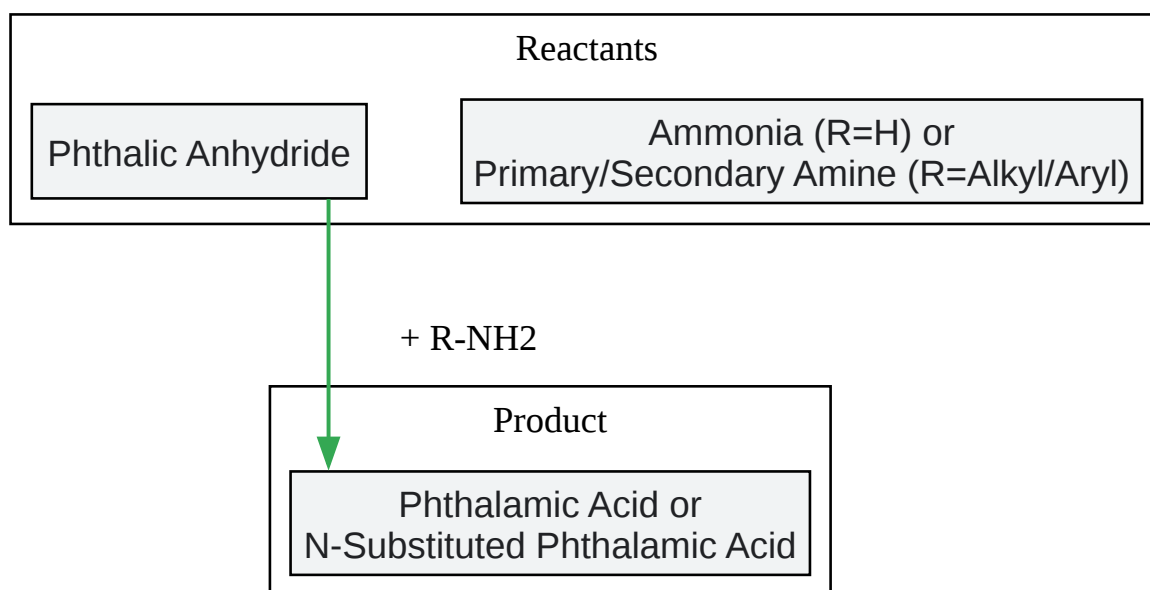 Reactants
Phthalic Anhydride
Ammonia (R=H) or
Primary/Secondary Amine (R=Alkyl/Aryl)
+ R-NH2
Product
Phthalamic Acid or
N-Substituted Phthalamic Acid